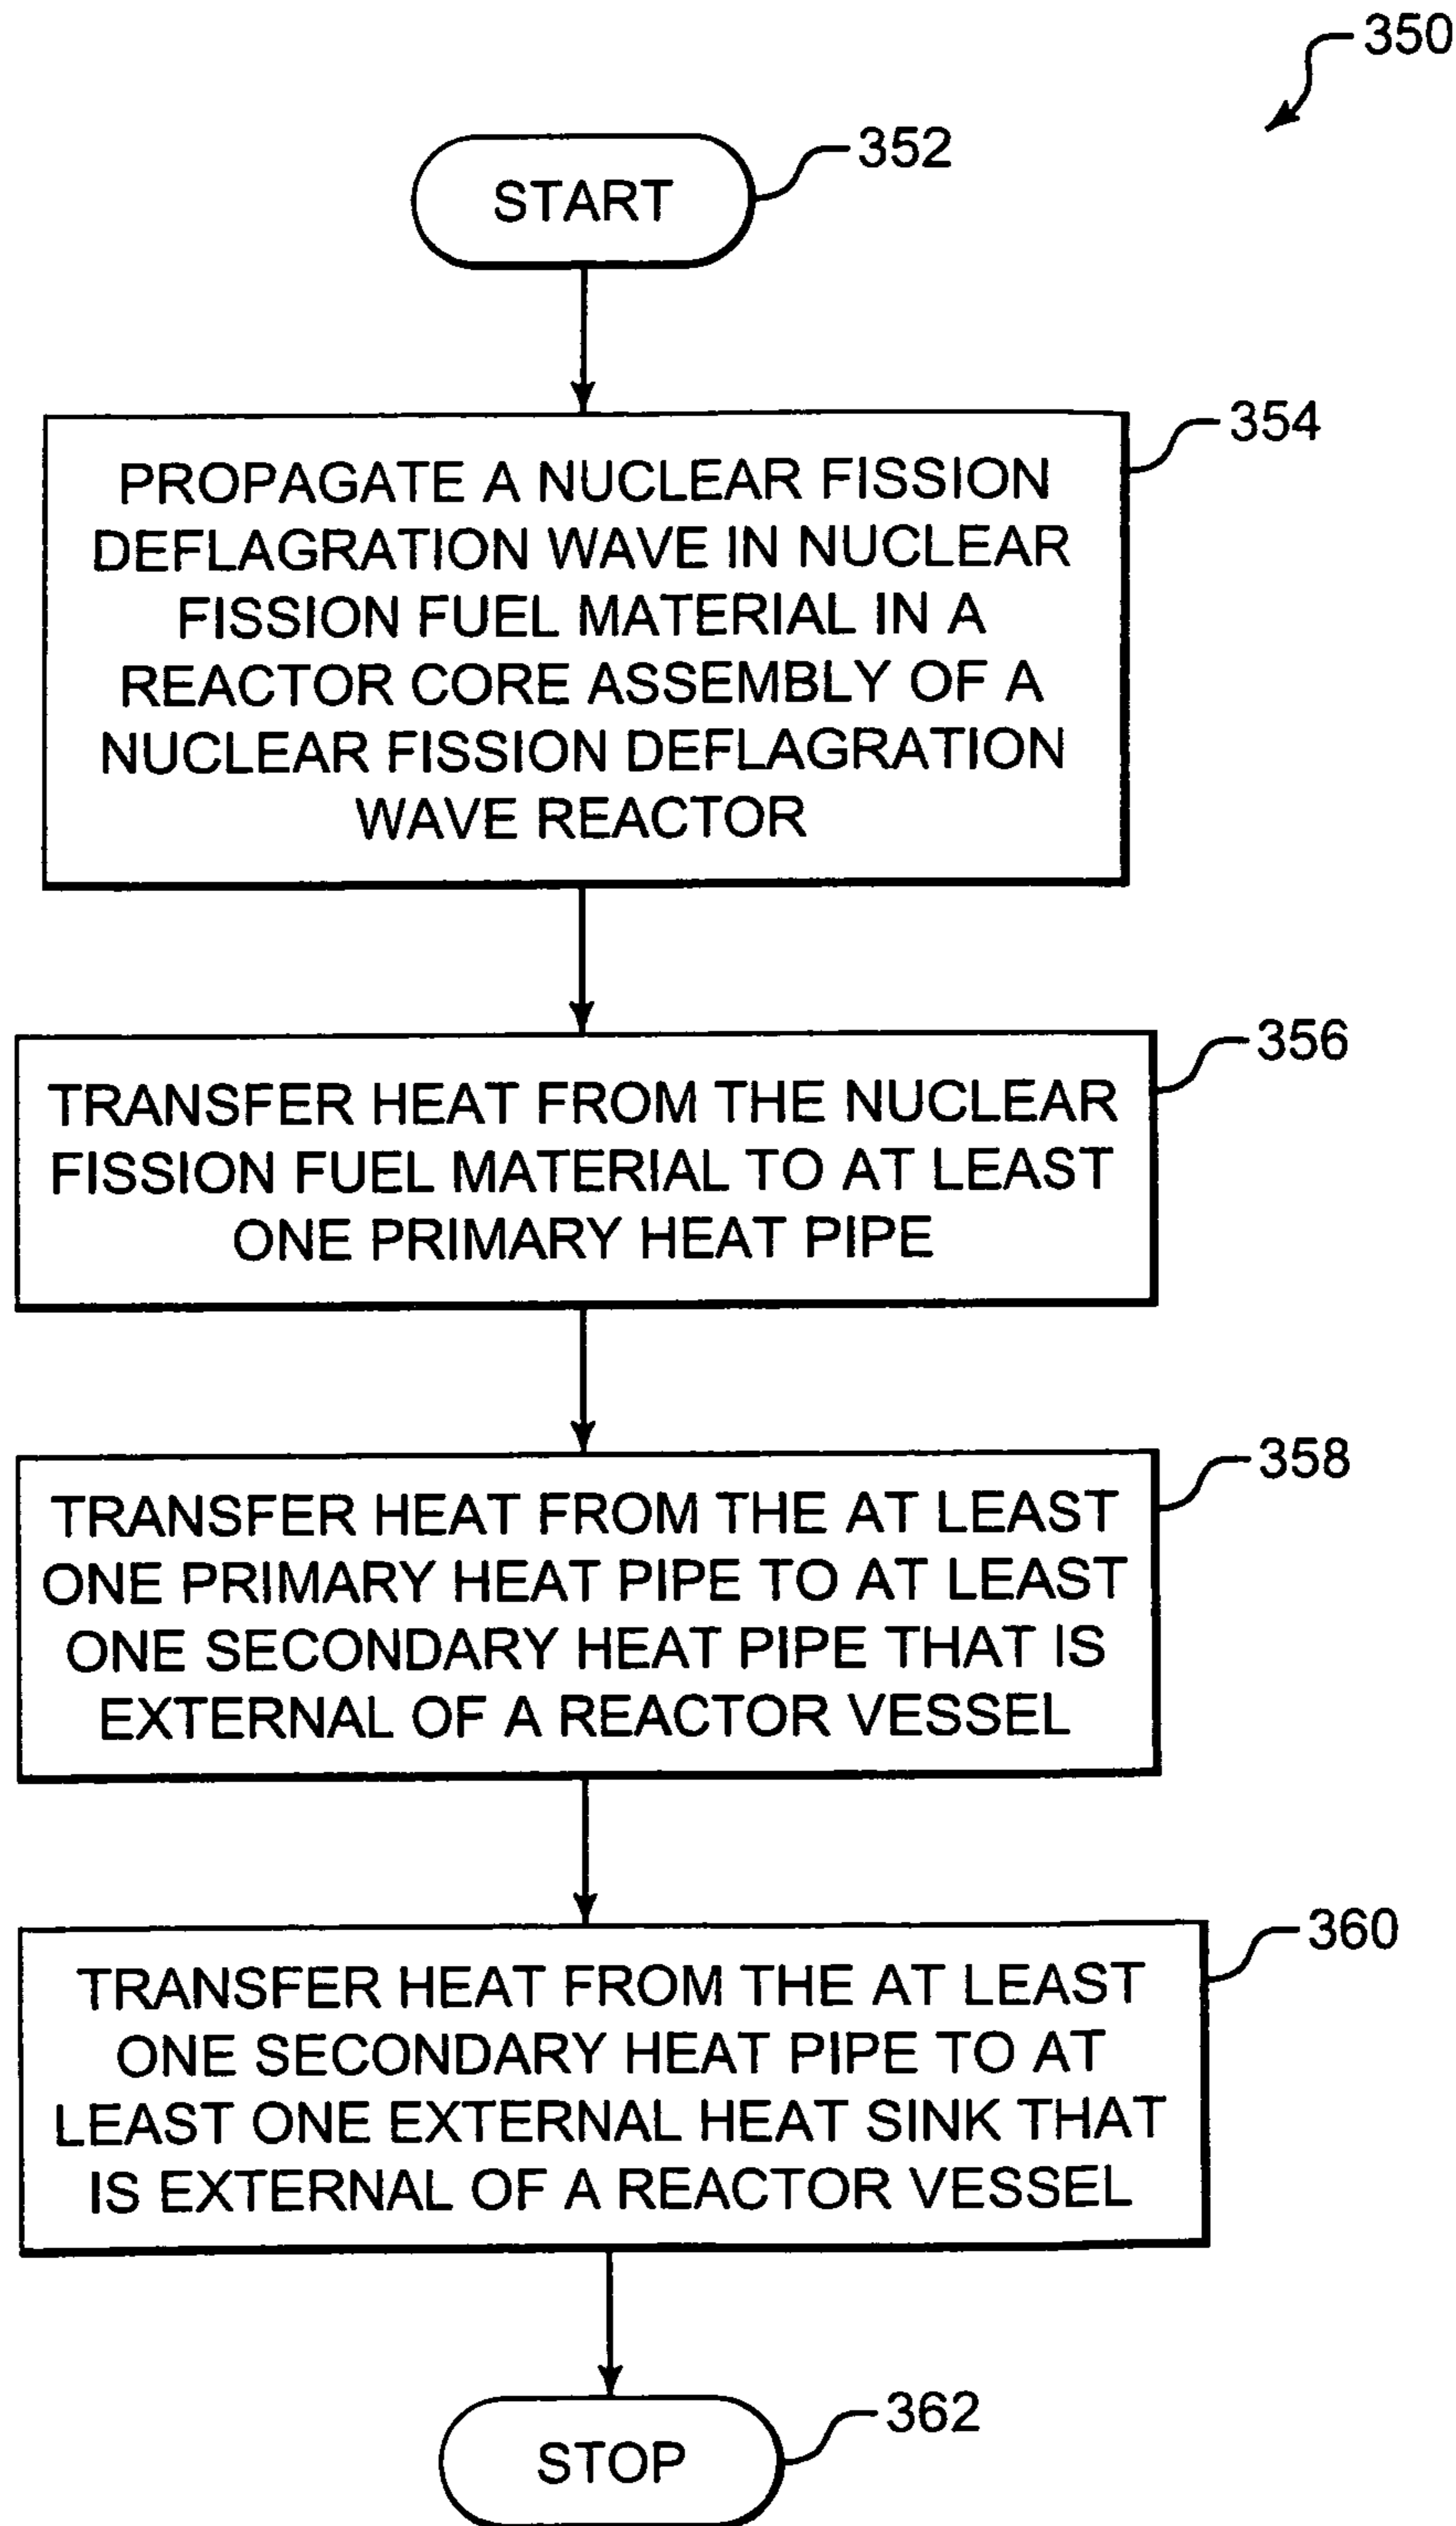 350
START
352
PROPAGATE A NUCLEAR FISSION
DEFLAGRATION WAVE IN NUCLEAR
FISSION FUEL MATERIAL IN A
REACTOR CORE ASSEMBLY OF A
NUCLEAR FISSION DEFLAGRATION
WAVE REACTOR
354
TRANSFER HEAT FROM THE NUCLEAR
FISSION FUEL MATERIAL TO AT LEAST
ONE PRIMARY HEAT PIPE
356
TRANSFER HEAT FROM THE AT LEAST
ONE PRIMARY HEAT PIPE TO AT LEAST
ONE SECONDARY HEAT PIPE THAT IS
EXTERNAL OF A REACTOR VESSEL
358
TRANSFER HEAT FROM THE AT LEAST
ONE SECONDARY HEAT PIPE TO AT
LEAST ONE EXTERNAL HEAT SINK THAT
IS EXTERNAL OF A REACTOR VESSEL
360
STOP
362